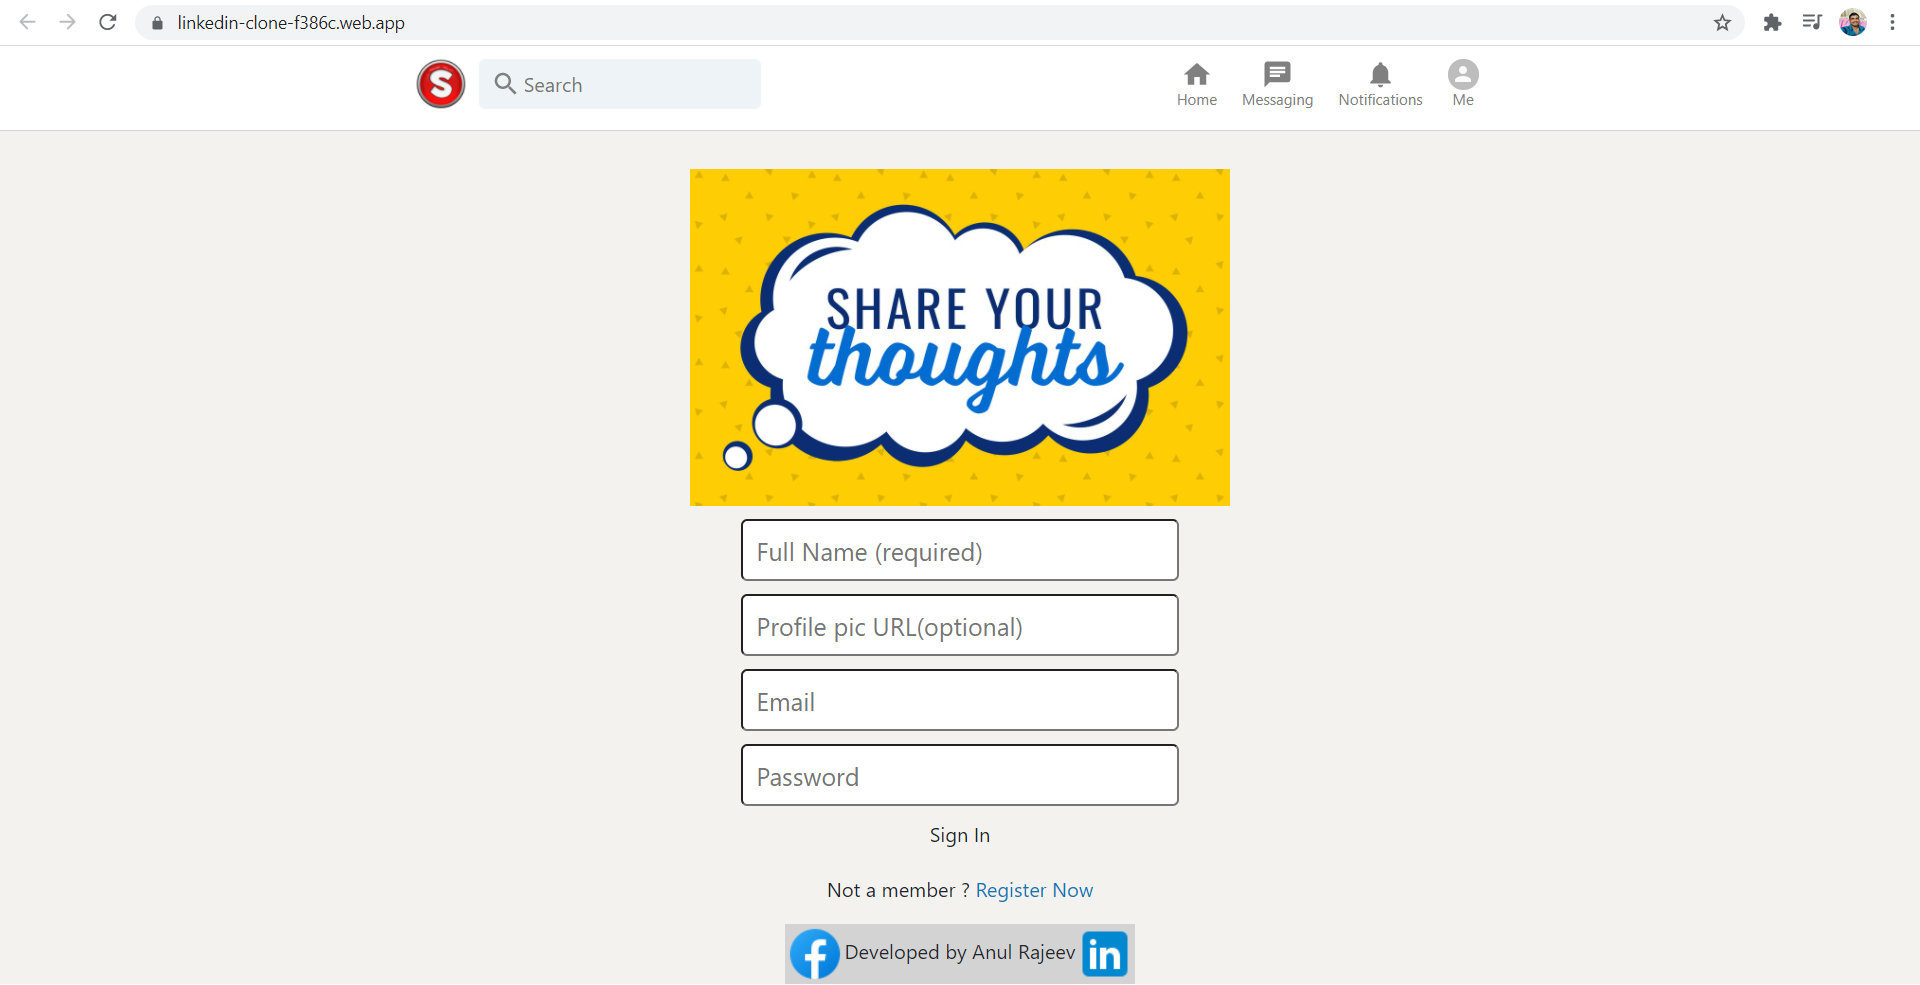 linkedin-clone-f386c.web.app
S
Search
Home
Messaging
Notifications
Me
SHARE YOUR
thoughts
Full Name (required)
Profile pic URL(optional)
Email
Password
Sign In
Not a member ? Register Now
f Developed by Anul Rajeev in